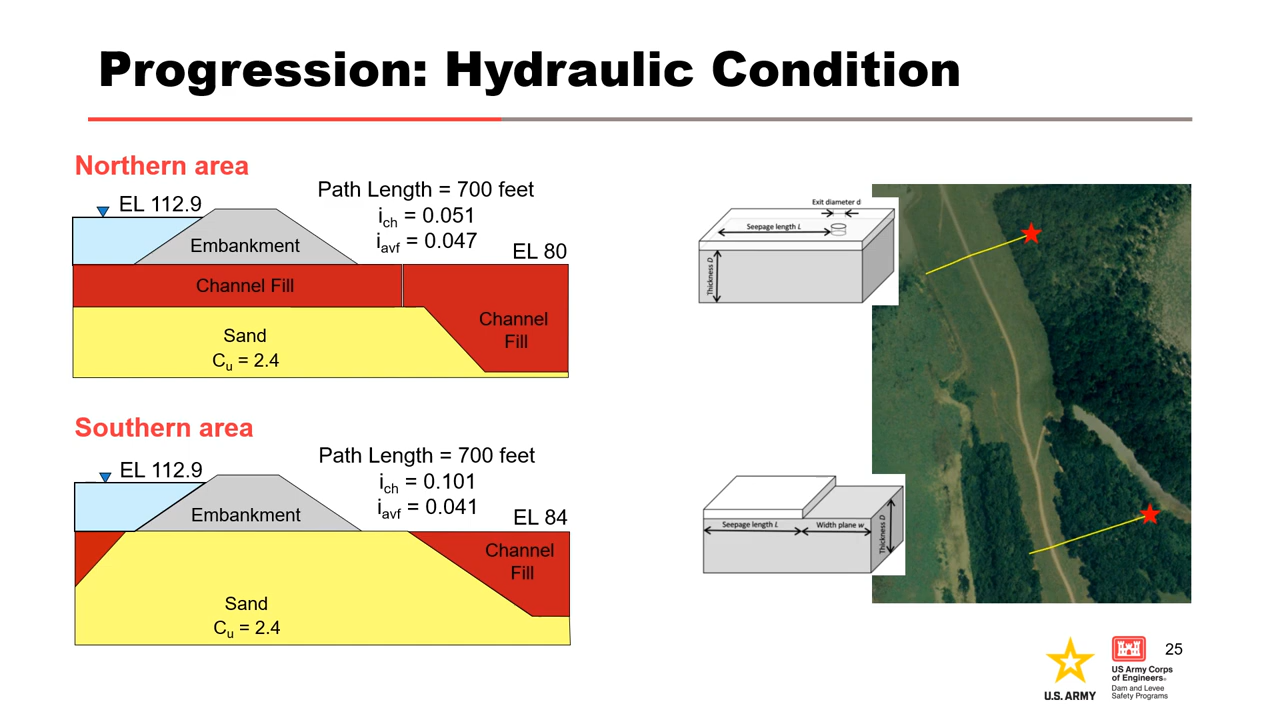 Progression: Hydraulic Condition
Northern area
EL 112.9
Path Length = 700 feet
i_ch = 0.051
i_avf = 0.047
EL 80
Embankment
Channel Fill
Channel
Fill
Sand
C_u = 2.4
Exit diameter d
Seepage length L
Thickness D
Southern area
EL 112.9
Path Length = 700 feet
i_ch = 0.101
i_avf = 0.041
EL 84
Embankment
Channel
Fill
Sand
C_u = 2.4
Seepage length L
Width plane w
Thickness D
25
U.S. ARMY
US Army Corps
of Engineers®
Dam and Levee
Safety Programs